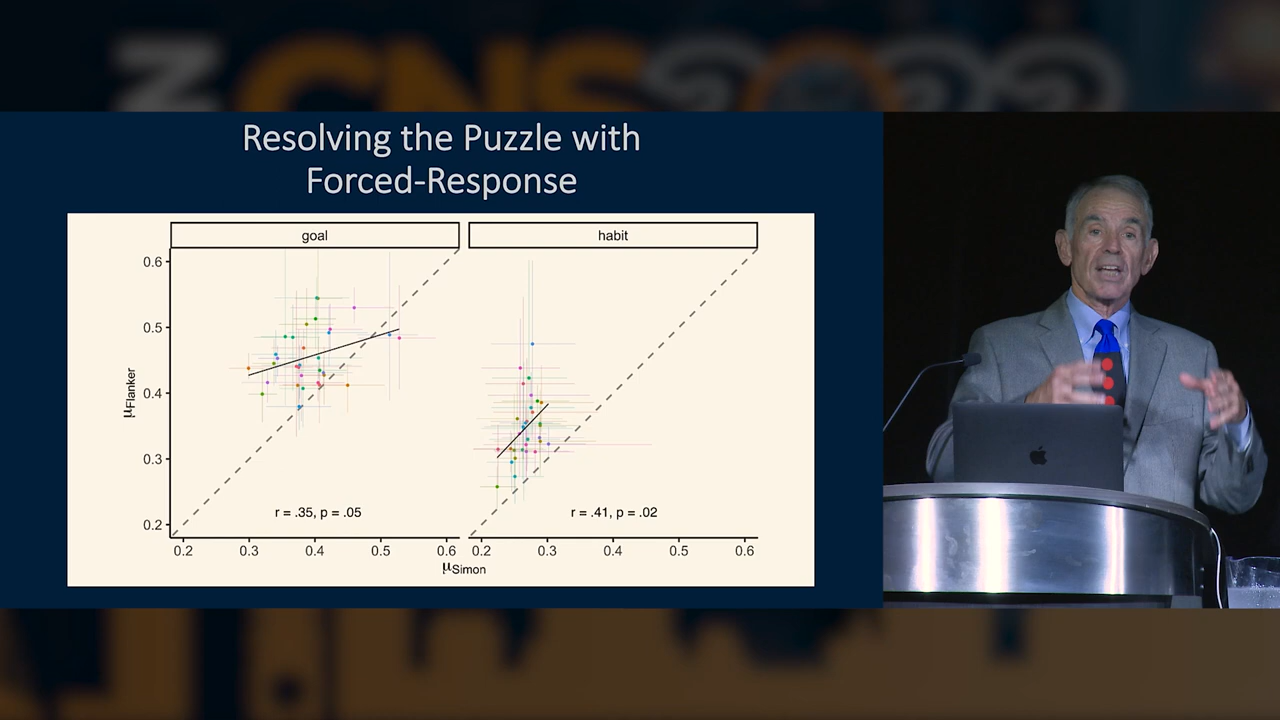 CNS2022
Resolving the Puzzle with
Forced-Response
goal
habit
0.6
0.5
0.4
0.3
0.2
μFlanker
r = .35, p = .05
r = .41, p = .02
0.2 0.3 0.4 0.5 0.6
0.2 0.3 0.4 0.5 0.6
μSimon